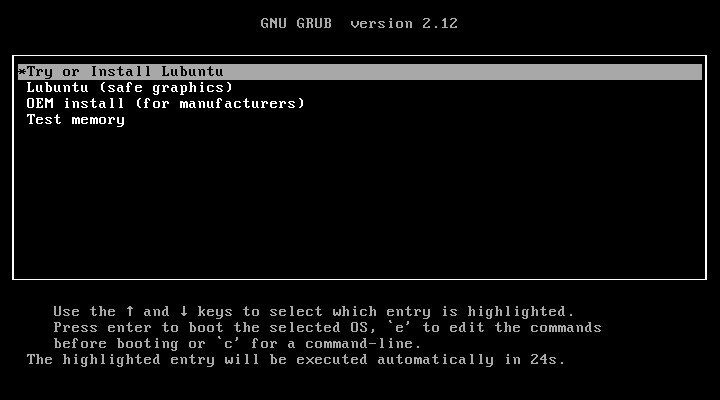 GNU GRUB  version 2.12
*Try or Install Lubuntu
Lubuntu (safe graphics)
OEM install (for manufacturers)
Test memory
Use the ↑ and ↓ keys to select which entry is highlighted.
Press enter to boot the selected OS, `e' to edit the commands
before booting or `c' for a command-line.
The highlighted entry will be executed automatically in 24s.